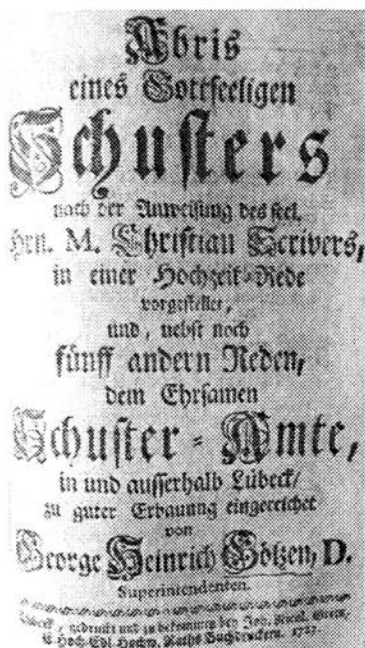 Abris
eines Gottseeligen
Schusters
nach der Anweisung des seel.
Hrn. M. Christian Scrivers,
in einer Hochzeit-Rede
vorgestellet,
und, nebst noch
fünff andern Reden,
dem Ehrsamen
Schuster-Amte,
in und ausserhalb Lübeck/
zu guter Erbauung eingereichet
von
George Heinrich Götzen, D.
Superintendenten.
gedruckt und zu bekommen bey Joh. Nicol.
Hoch-Edl. Hochw. Raths Buchdruckern. 1727.